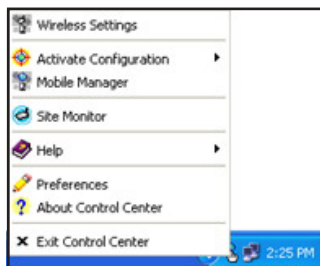 Wireless Settings
Activate Configuration
Mobile Manager
Site Monitor
Help
Preferences
About Control Center
Exit Control Center
2:25 PM